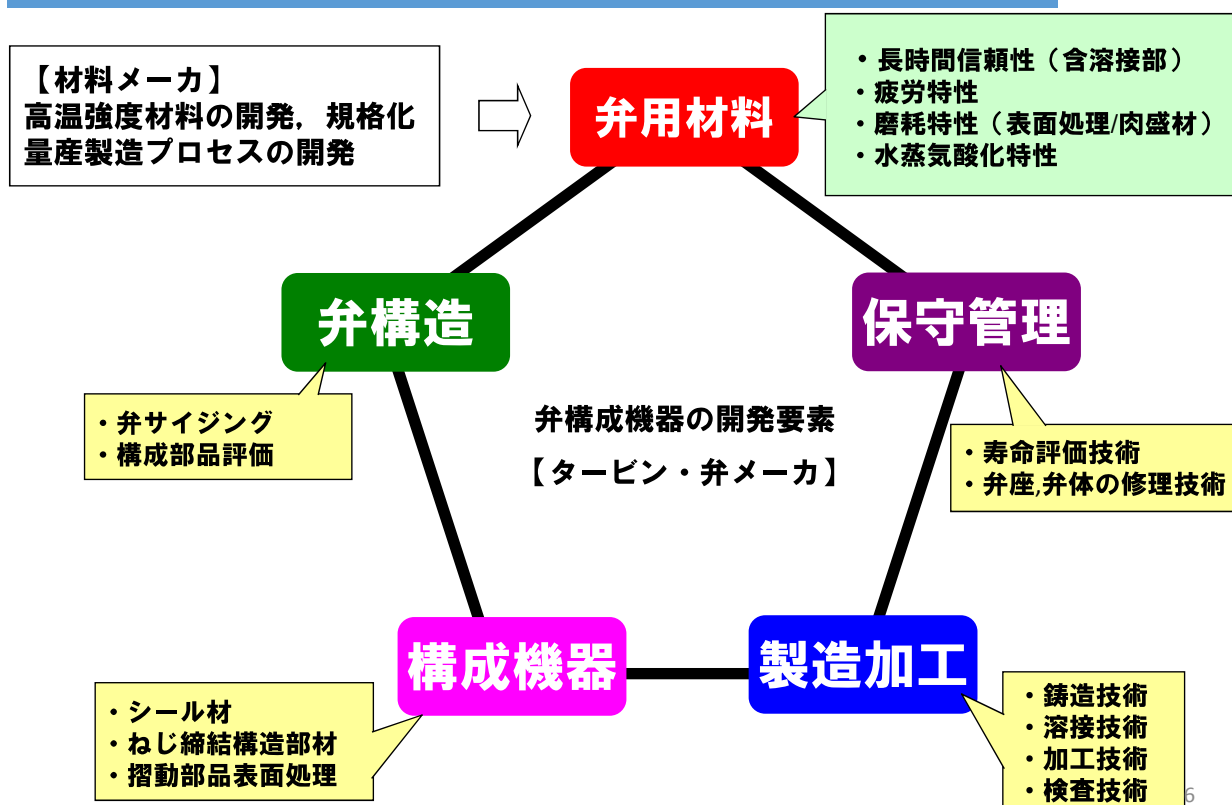 【材料メーカ】
高温強度材料の開発，規格化
量産製造プロセスの開発
弁用材料
・長時間信頼性（含溶接部）
・疲労特性
・磨耗特性（表面処理/肉盛材）
・水蒸気酸化特性
弁構造
保守管理
・弁サイジング
・構成部品評価
弁構成機器の開発要素
【タービン・弁メーカ】
・寿命評価技術
・弁座,弁体の修理技術
構成機器
製造加工
・シール材
・ねじ締結構造部材
・摺動部品表面処理
・鋳造技術
・溶接技術
・加工技術
・検査技術
6